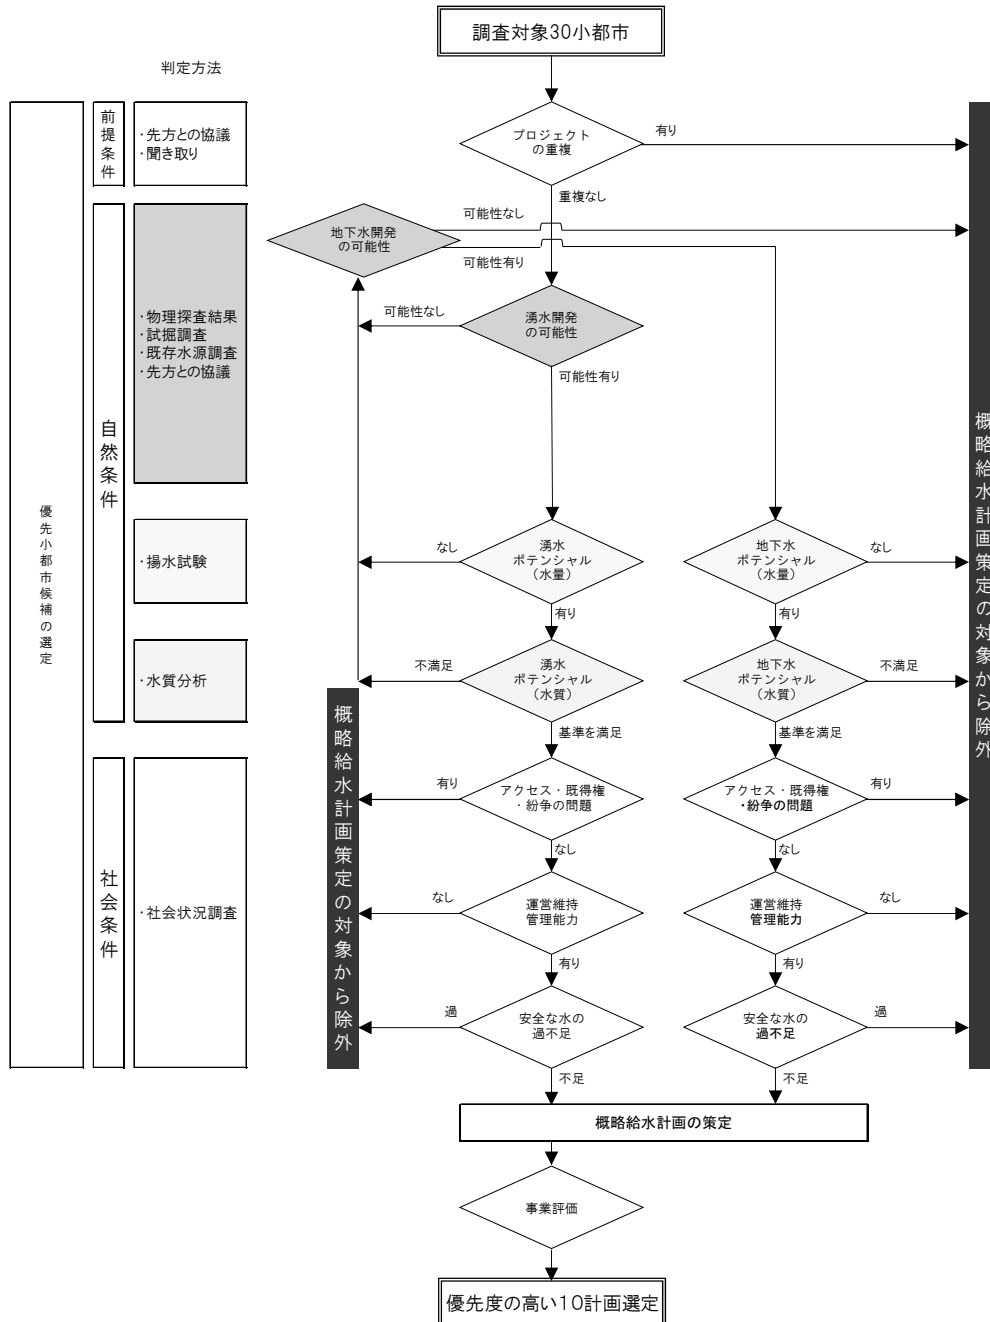 調査対象30小都市
判定方法
前提条件
・先方との協議
・聞き取り
プロジェクト
の重複
有り
重複なし
可能性なし
地下水開発
の可能性
可能性有り
・物理探査結果
・試掘調査
・既存水源調査
・先方との協議
可能性なし
湧水開発
の可能性
可能性有り
自然条件
優先小都市候補の選定
概略給水計画策定の対象から除外
・揚水試験
なし
湧水
ポテンシャル
（水量）
地下水
ポテンシャル
（水量）
なし
有り
有り
・水質分析
不満足
湧水
ポテンシャル
（水質）
地下水
ポテンシャル
（水質）
不満足
基準を満足
基準を満足
概略給水計画策定の対象から除外
有り
アクセス・既得権
・紛争の問題
アクセス・既得権
・紛争の問題
有り
なし
なし
社会条件
・社会状況調査
なし
運営維持
管理能力
運営維持
管理能力
なし
有り
有り
過
安全な水の
過不足
安全な水の
過不足
過
不足
不足
概略給水計画の策定
事業評価
優先度の高い10計画選定